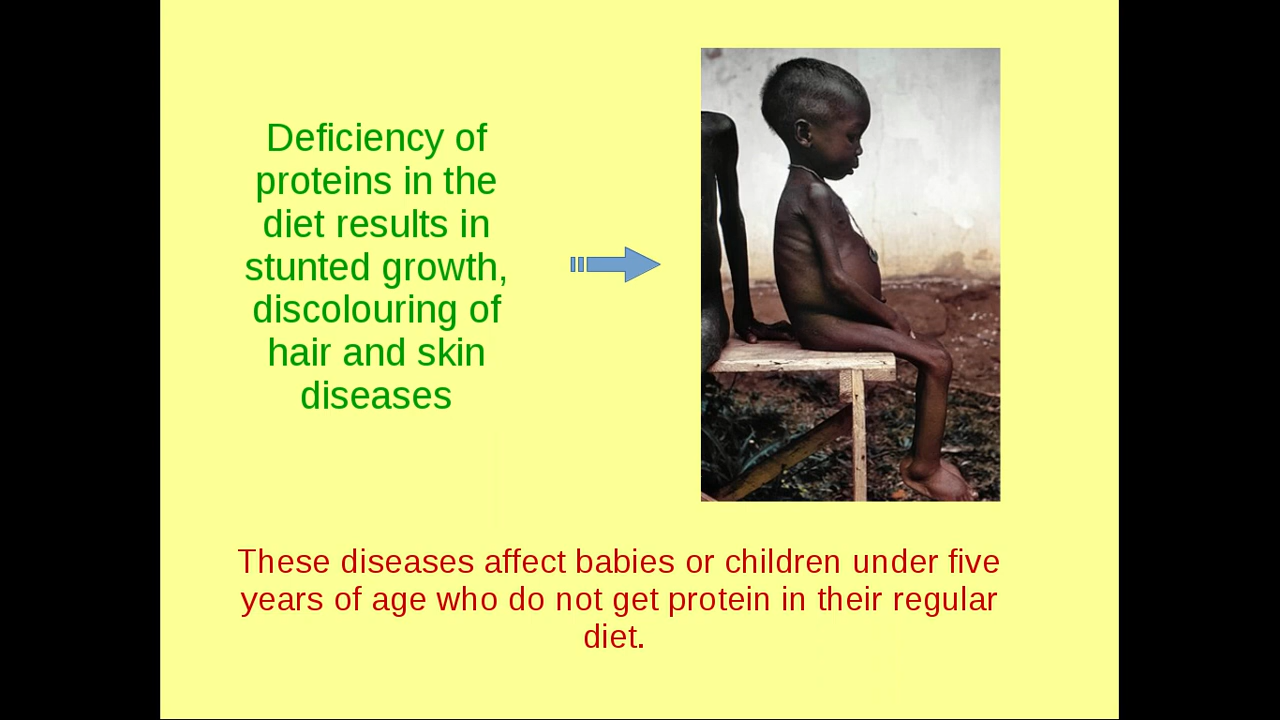 Deficiency of
proteins in the
diet results in
stunted growth,
discolouring of
hair and skin
diseases
These diseases affect babies or children under five
years of age who do not get protein in their regular
diet.